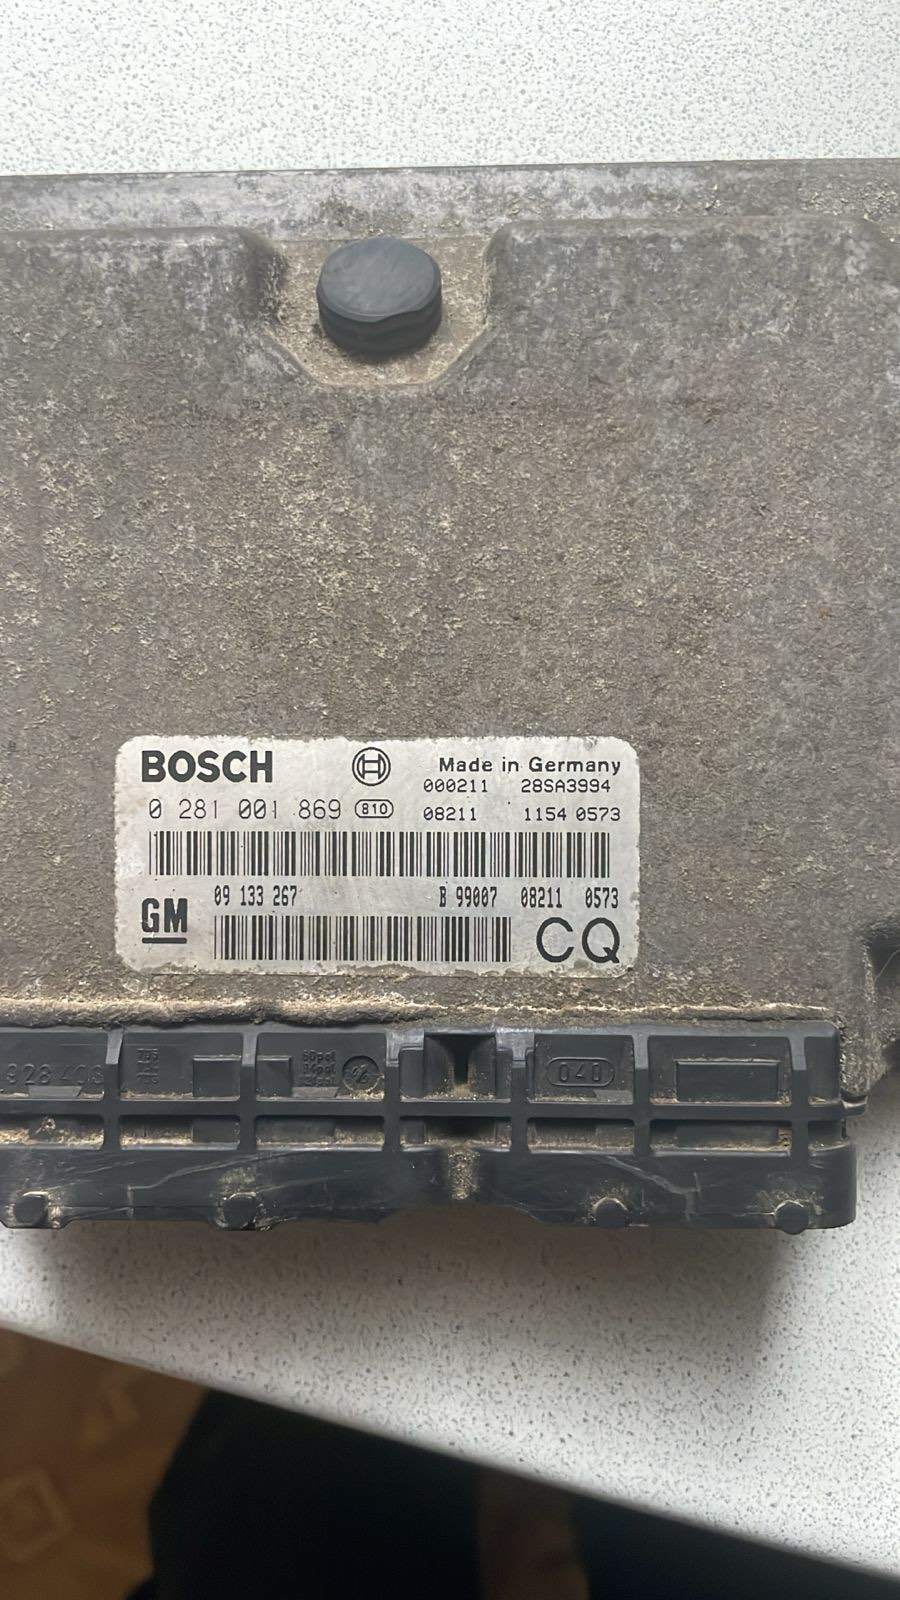 BOSCH Made in Germany
000211 28SA3994
0 281 001 869 810 08211 1154 0573
GM 09 133 267 B 99007 08211 0573
CQ
040